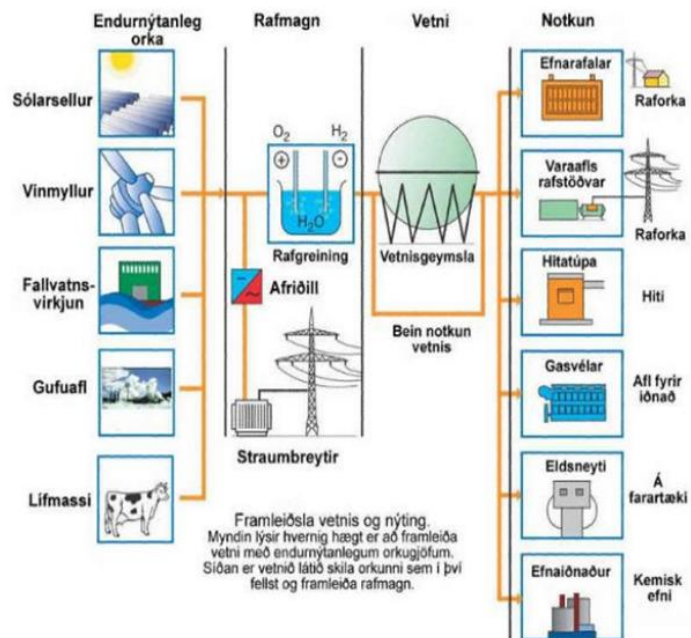 Endurnýtanleg
orka
Rafmagn
Vetni
Notkun
Sólarsellur
Vinmyllur
Fallvatns-
virkjun
Gufuafl
Lífmassi
O2
H2
+
-
H2O
Rafgreining
Afriðill
Straumbreytir
Vetnisgeymsla
Bein notkun
vetnis
Efnarafalar
Raforka
Varaafls
rafstöðvar
Raforka
Hitatúpa
Hiti
Gasvélar
Afl fyrir
iðnað
Eldsneyti
Á
farartæki
Efnaiðnaður
Kemisk
efni
Framleiðsla vetnis og nýting.
Myndin lýsir hvernig hægt er að framleiða
vetni með endurnýtanlegum orkugjöfum.
Síðan er vetnið látið skila orkunni sem í því
fellst og framleiða rafmagn.